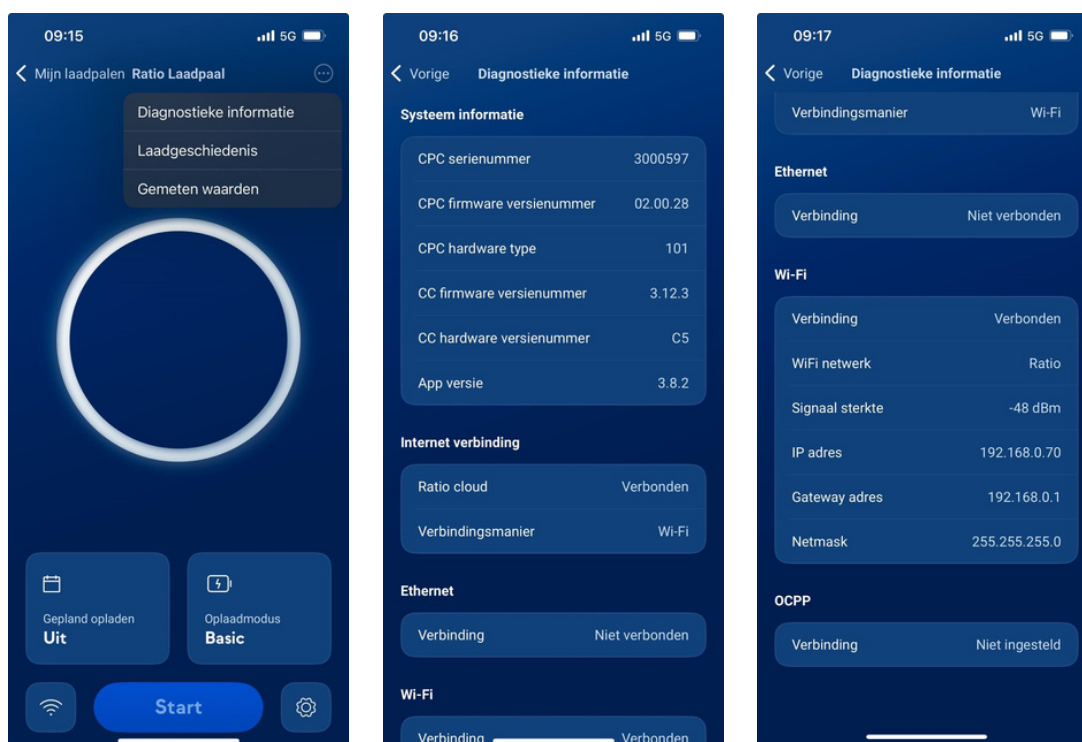 09:15 5G
Mijn laadpalen Ratio Laadpaal
Diagnostieke informatie
Laadgeschiedenis
Gemeten waarden
Gepland opladen
Uit
Oplaadmodus
Basic
Start
09:16 5G
Vorige Diagnostieke informatie
Systeem informatie
CPC serienummer 3000597
CPC firmware versienummer 02.00.28
CPC hardware type 101
CC firmware versienummer 3.12.3
CC hardware versienummer C5
App versie 3.8.2
Internet verbinding
Ratio cloud Verbonden
Verbindingsmanier Wi-Fi
Ethernet
Verbinding Niet verbonden
Wi-Fi
Verbinding Verbonden
09:17 5G
Vorige Diagnostieke informatie
Verbindingsmanier Wi-Fi
Ethernet
Verbinding Niet verbonden
Wi-Fi
Verbinding Verbonden
WiFi netwerk Ratio
Signaal sterkte -48 dBm
IP adres 192.168.0.70
Gateway adres 192.168.0.1
Netmask 255.255.255.0
OCPP
Verbinding Niet ingesteld